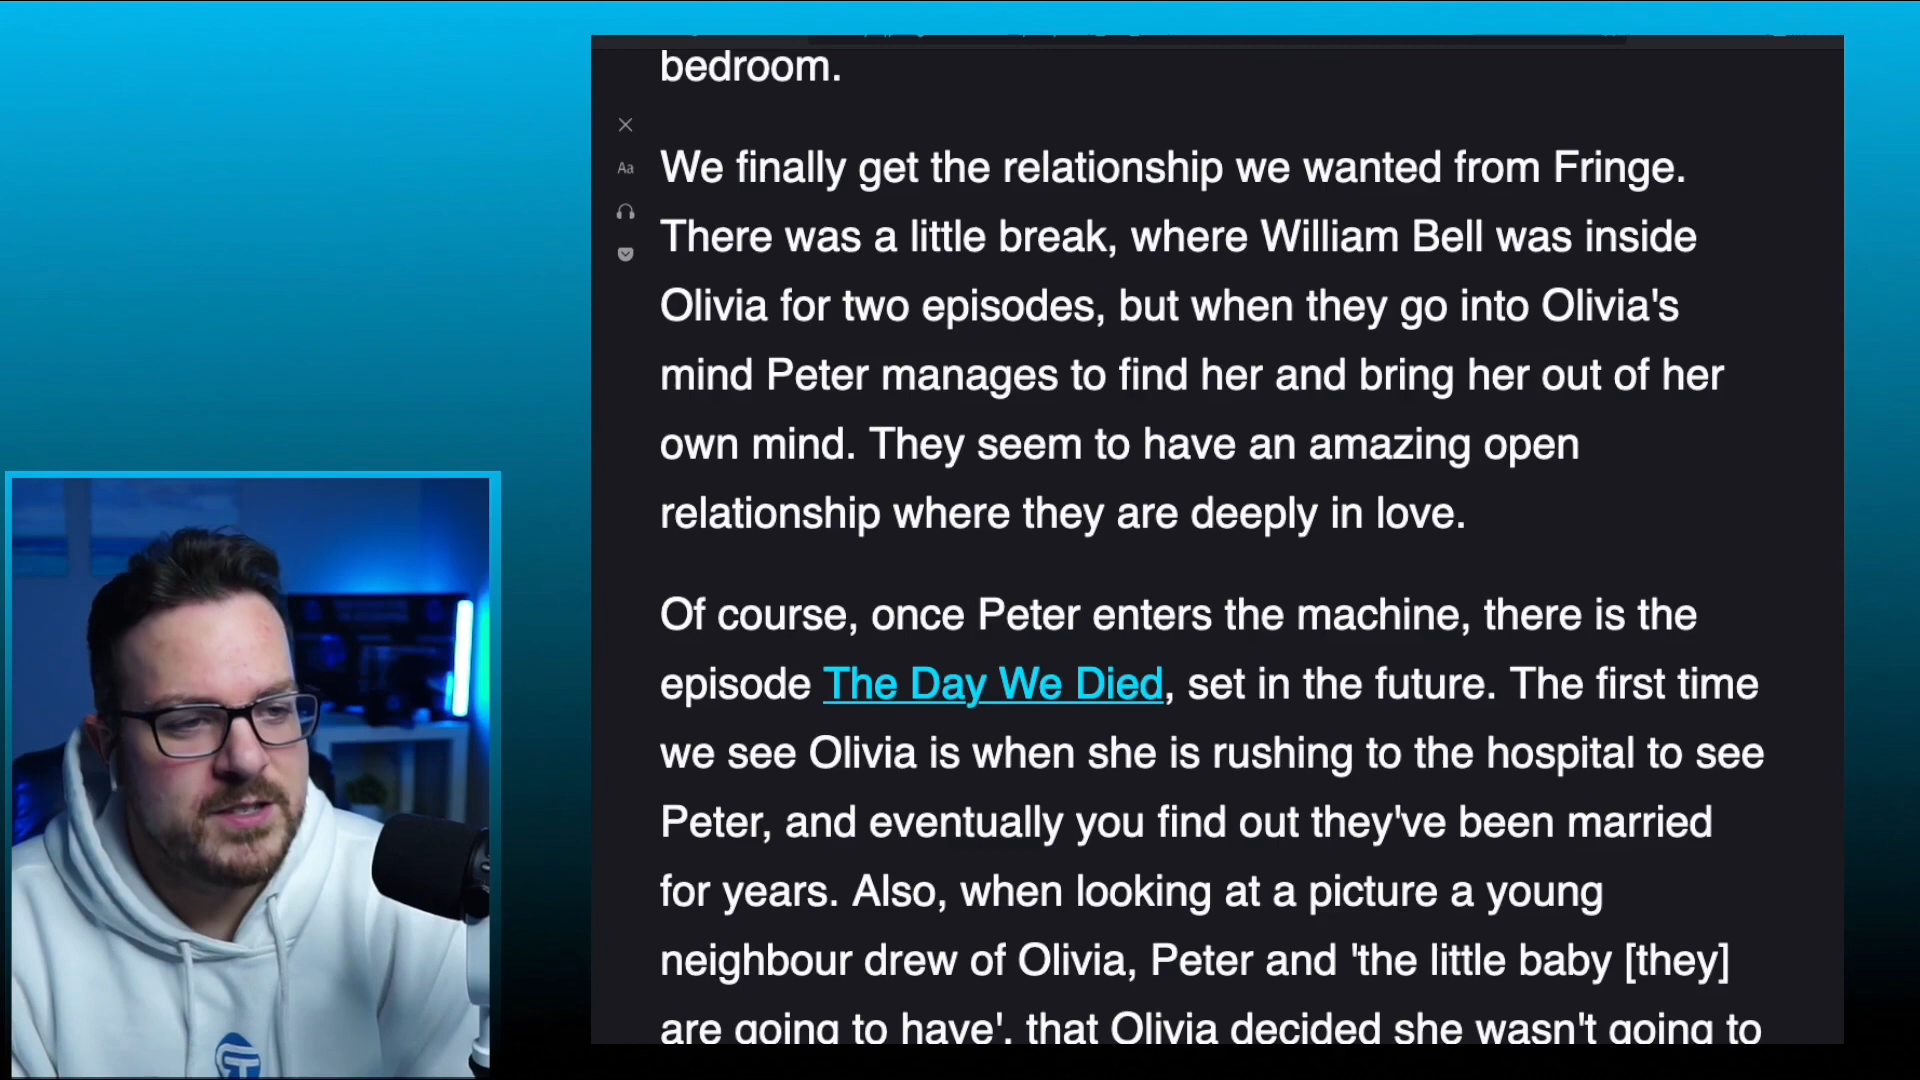 bedroom.
Aa
We finally get the relationship we wanted from Fringe.
There was a little break, where William Bell was inside
Olivia for two episodes, but when they go into Olivia's
mind Peter manages to find her and bring her out of her
own mind. They seem to have an amazing open
relationship where they are deeply in love.
Of course, once Peter enters the machine, there is the
episode The Day We Died, set in the future. The first time
we see Olivia is when she is rushing to the hospital to see
Peter, and eventually you find out they've been married
for years. Also, when looking at a picture a young
neighbour drew of Olivia, Peter and 'the little baby [they]
are going to have', that Olivia decided she wasn't going to